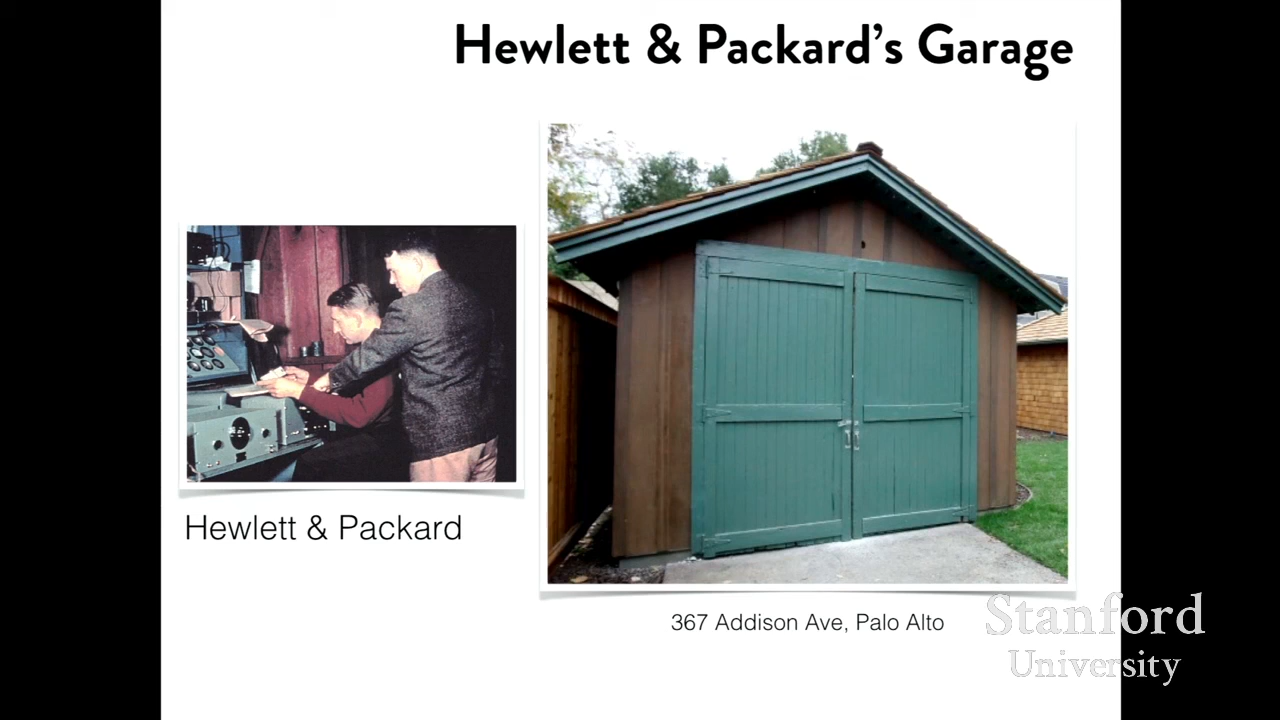 Hewlett & Packard’s Garage
Hewlett & Packard
367 Addison Ave, Palo Alto
Stanford
University